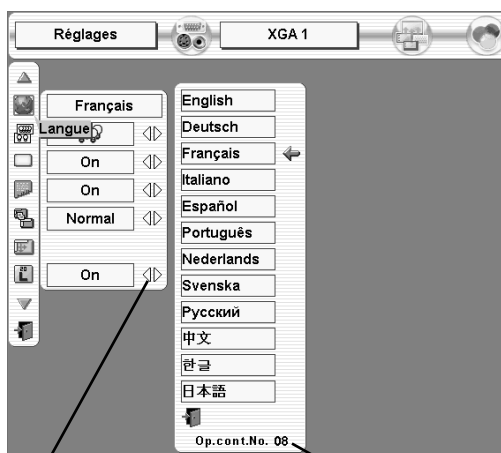 Réglages
XGA 1
Français
Langue
On
On
Normal
On
English
Deutsch
Français
Italiano
Español
Português
Nederlands
Svenska
Русский
中文
한글
日本語
Op.cont.No. 08